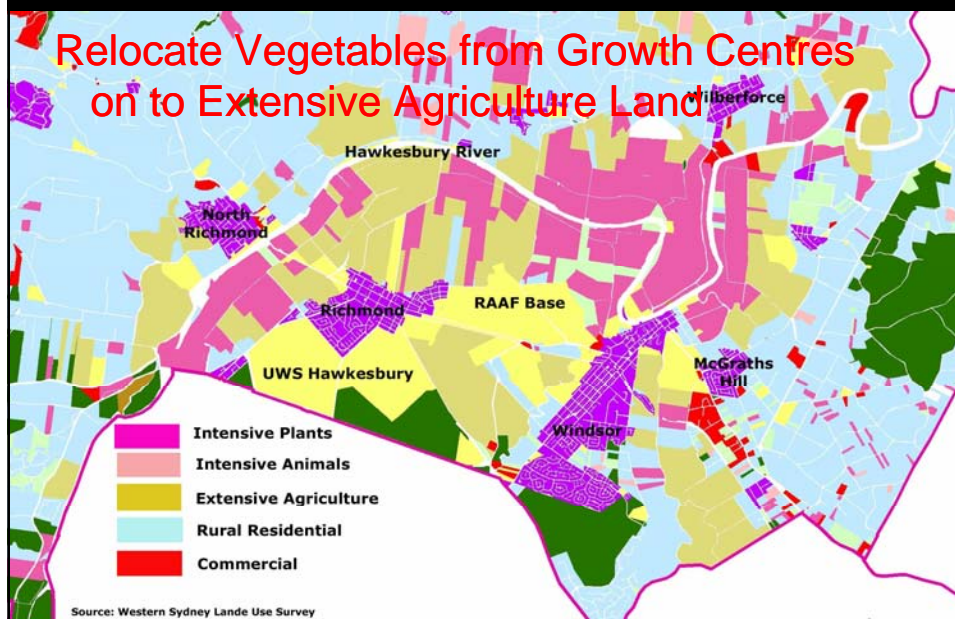 Relocate Vegetables from Growth Centres
on to Extensive Agriculture Land
Wilberforce
Hawkesbury River
North
Richmond
Richmond
RAAF Base
UWS Hawkesbury
McGraths
Hill
Windsor
Intensive Plants
Intensive Animals
Extensive Agriculture
Rural Residential
Commercial
Source: Western Sydney Lande Use Survey